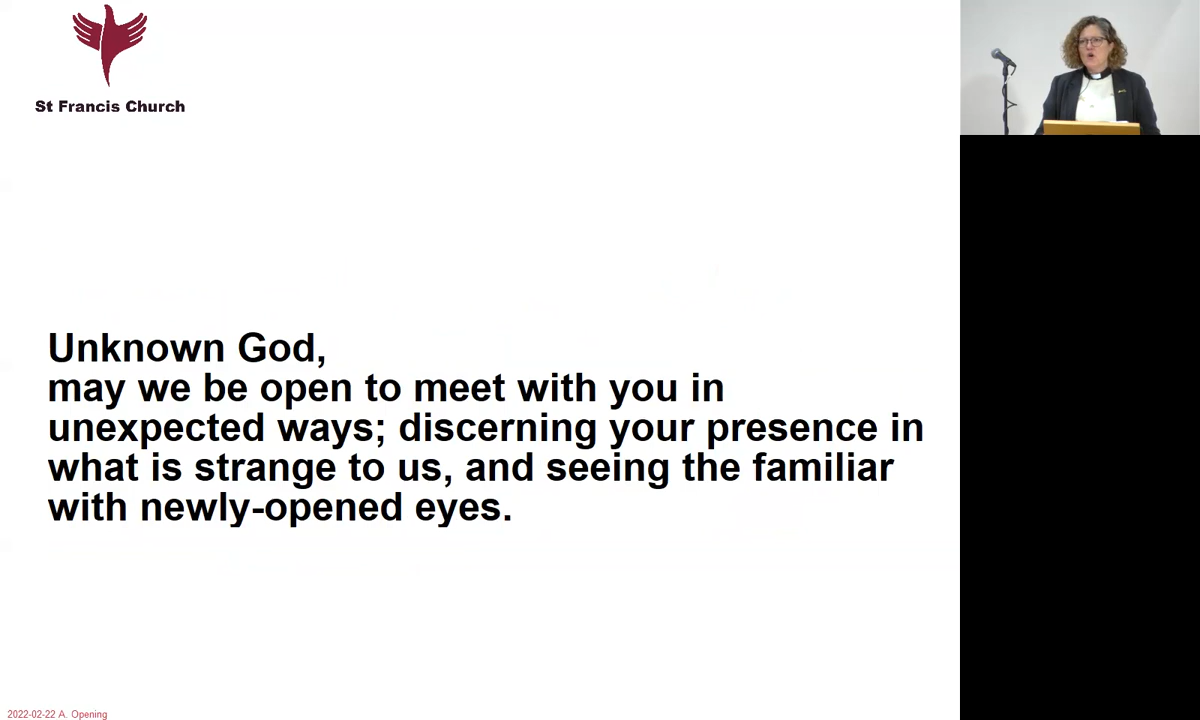 St Francis Church
Unknown God,
may we be open to meet with you in
unexpected ways; discerning your presence in
what is strange to us, and seeing the familiar
with newly-opened eyes.
2022-02-22 A. Opening